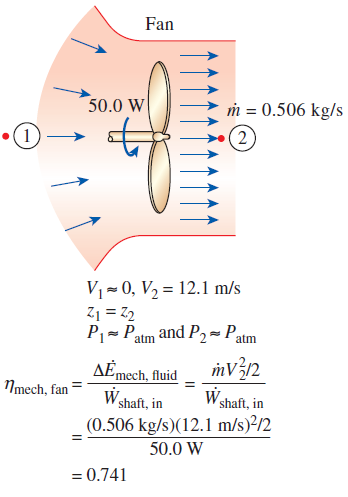 Fan
50.0 W
ṁ = 0.506 kg/s
1
2
V₁ ≈ 0, V₂ = 12.1 m/s
z₁ = z₂
P₁ ≈ Pₐₜₘ and P₂ ≈ Pₐₜₘ
η_mech, fan = ΔĖ_mech, fluid / Ẇ_shaft, in = ṁV₂²/2 / Ẇ_shaft, in
= (0.506 kg/s)(12.1 m/s)²/2 / 50.0 W
= 0.741